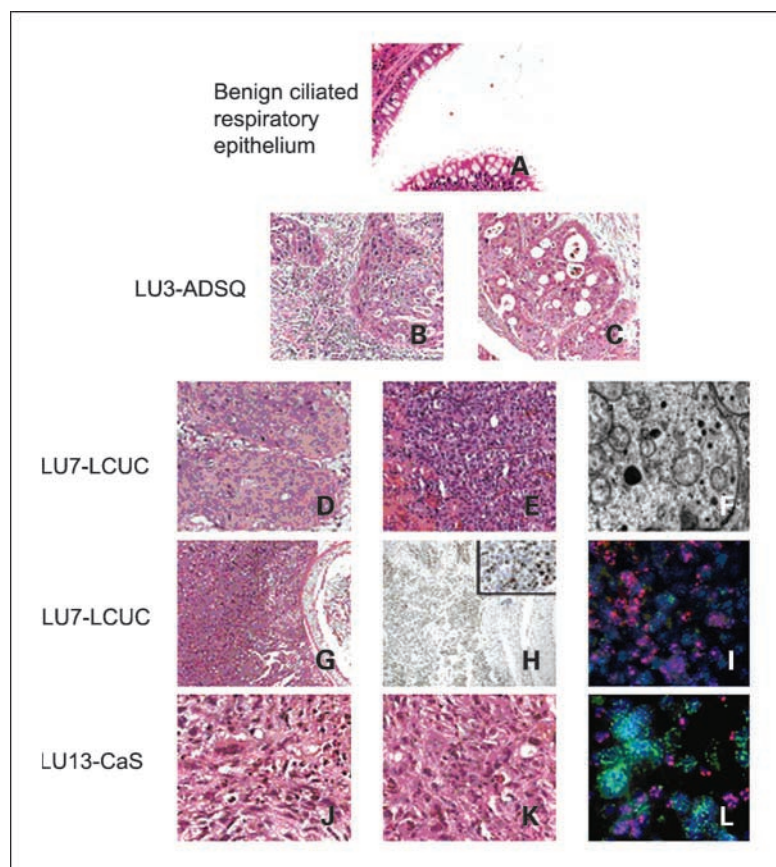 Benign ciliated
respiratory
epithelium
A
LU3-ADSQ
B
C
LU7-LCUC
D
E
F
LU7-LCUC
G
H
I
LU13-CaS
J
K
L